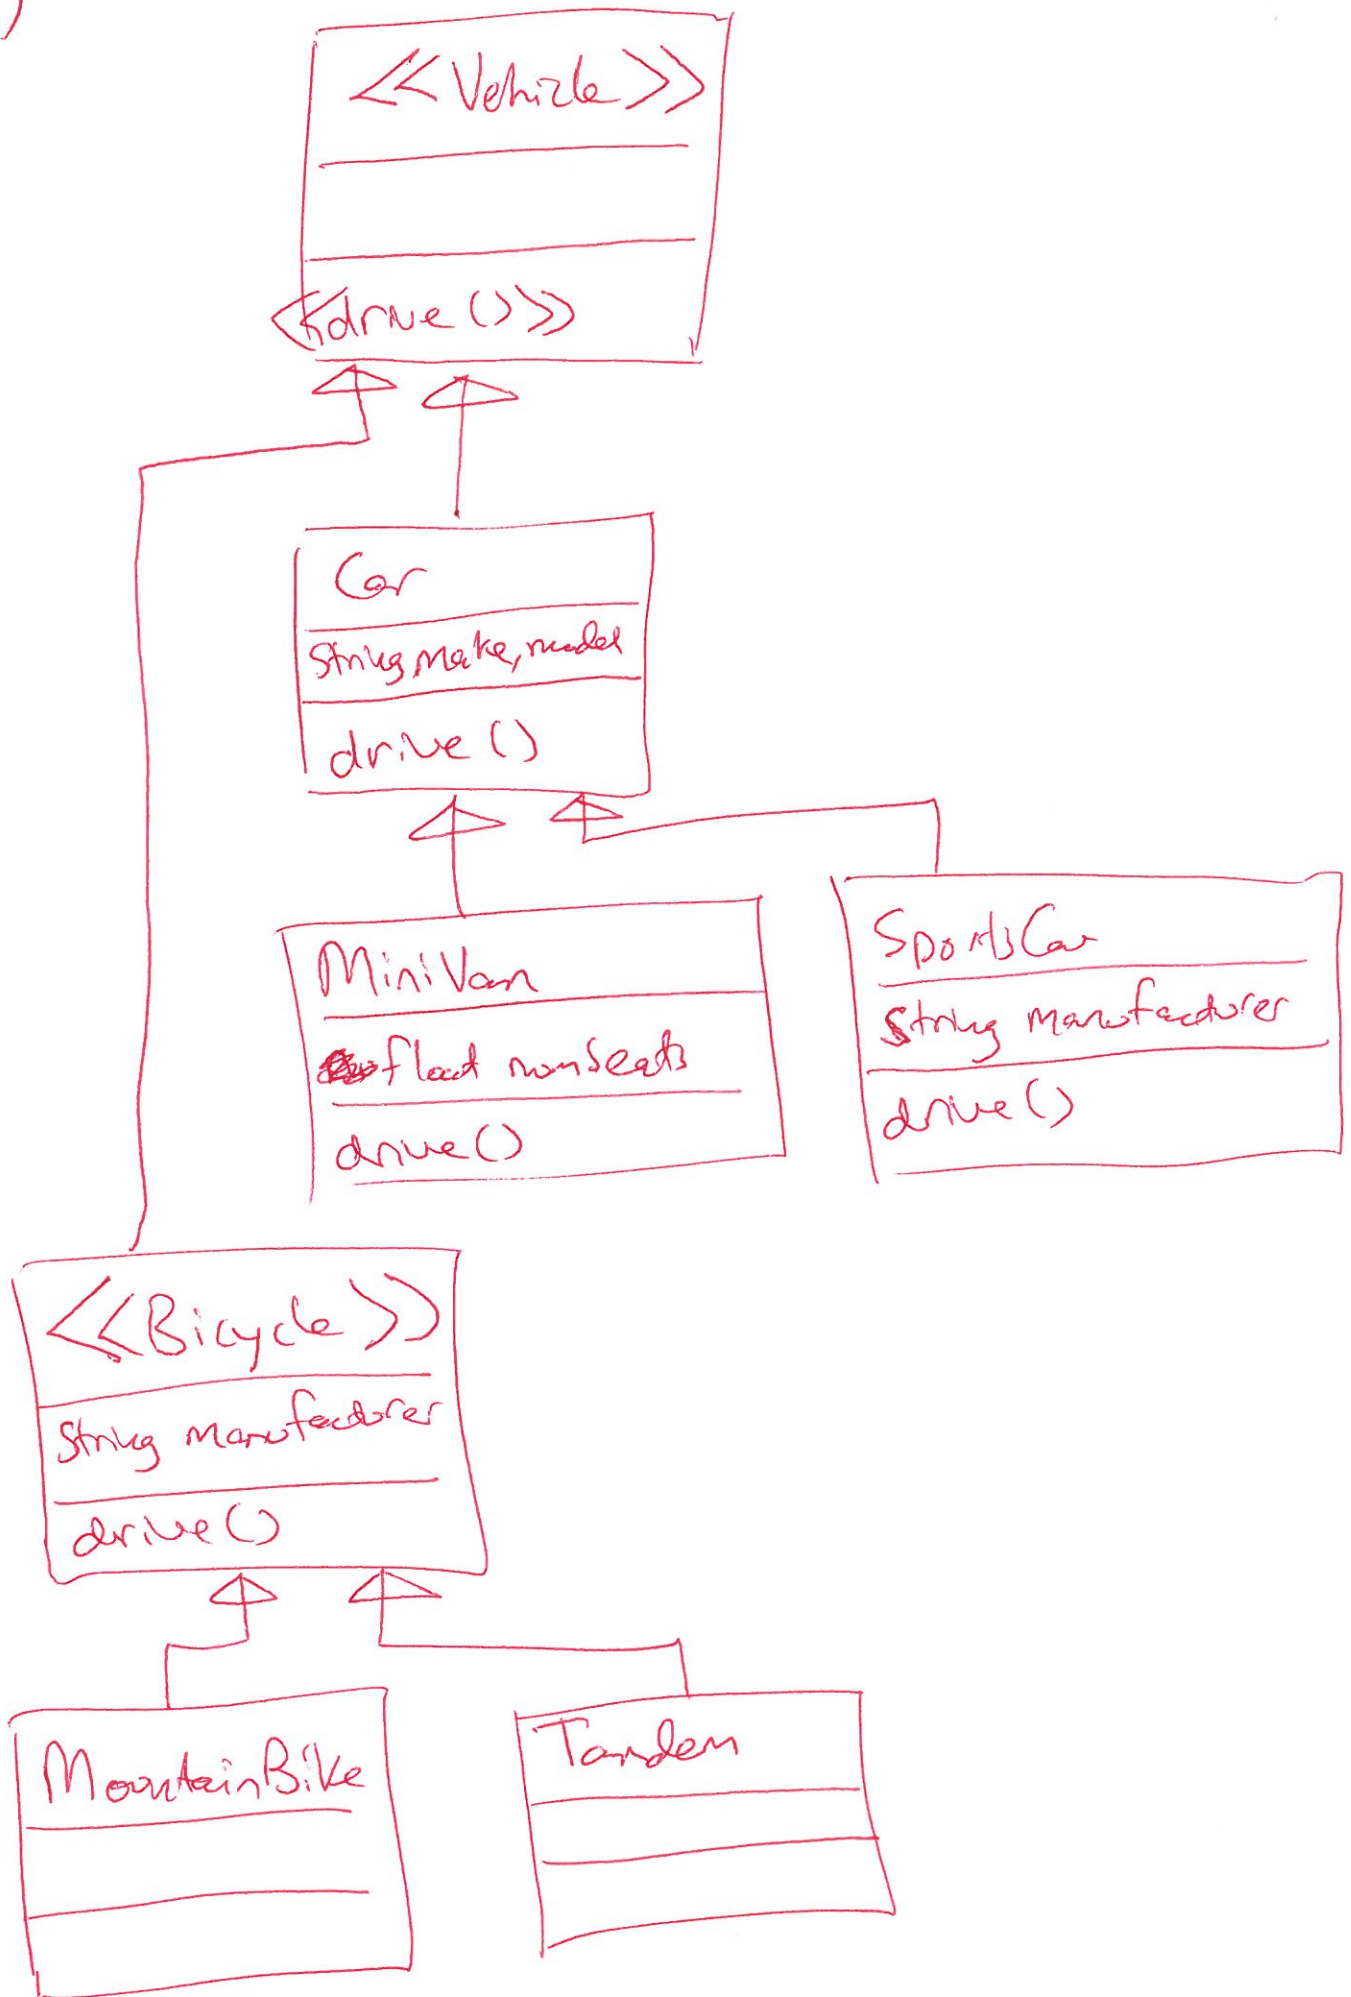 )
<<Vehicle>>
<<drive()>>
Car
String make, model
drive()
MiniVan
float numSeats
drive()
SportsCar
String manufacturer
drive()
<<Bicycle>>
String manufacturer
drive()
MountainBike
Tandem